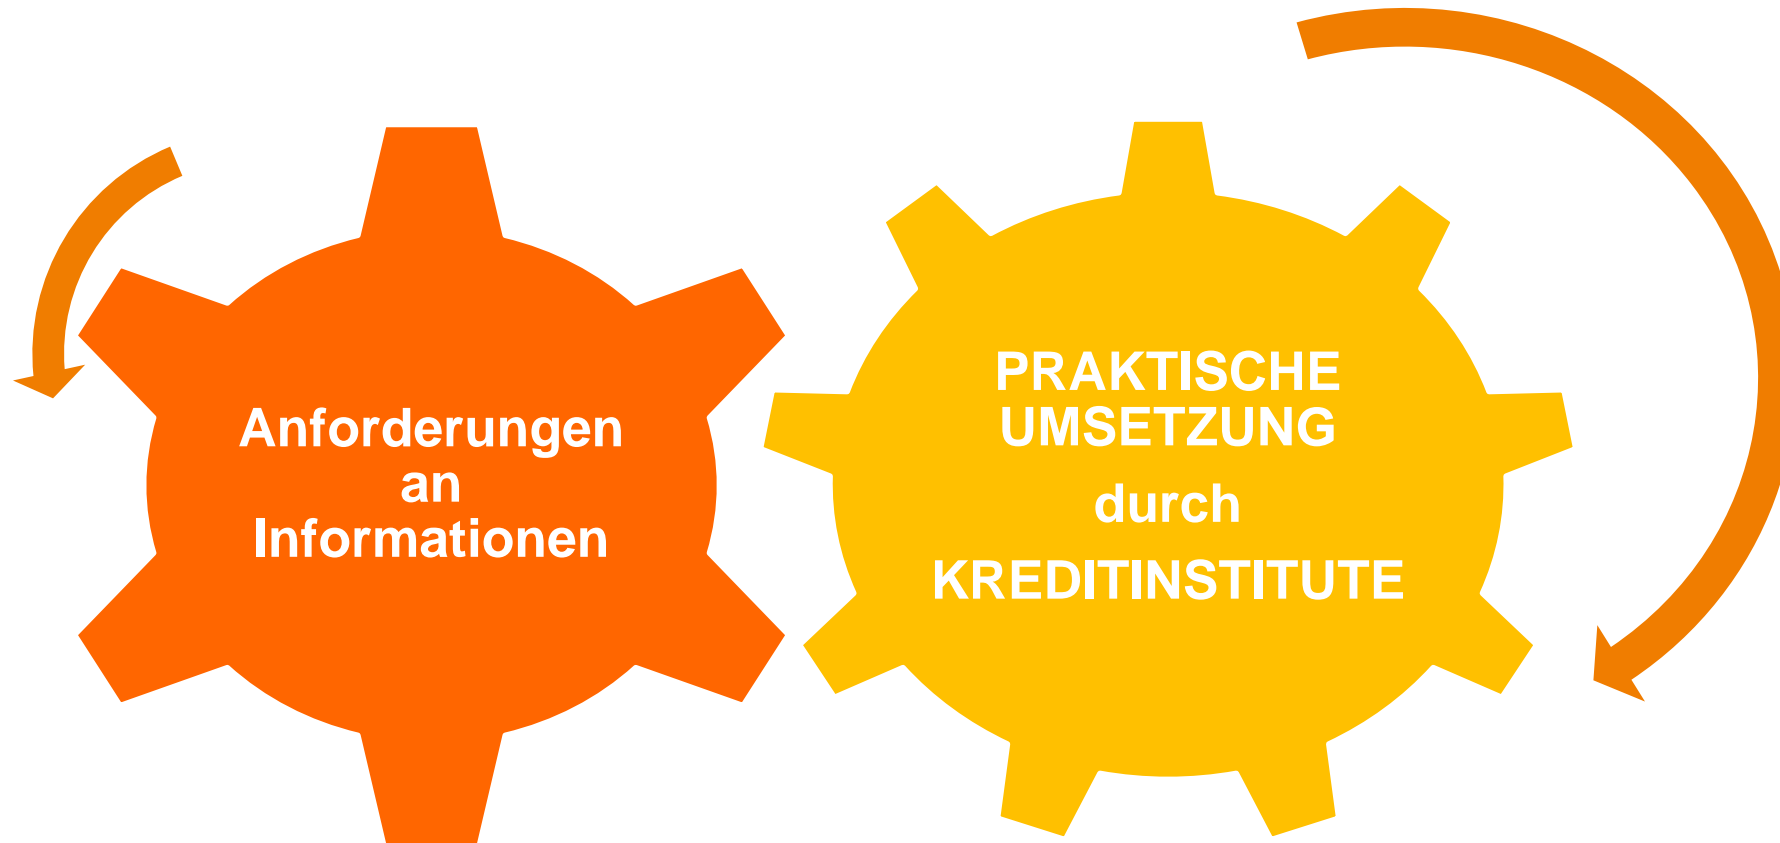 Anforderungen
an
Informationen
PRAKTISCHE
UMSETZUNG
durch
KREDITINSTITUTE